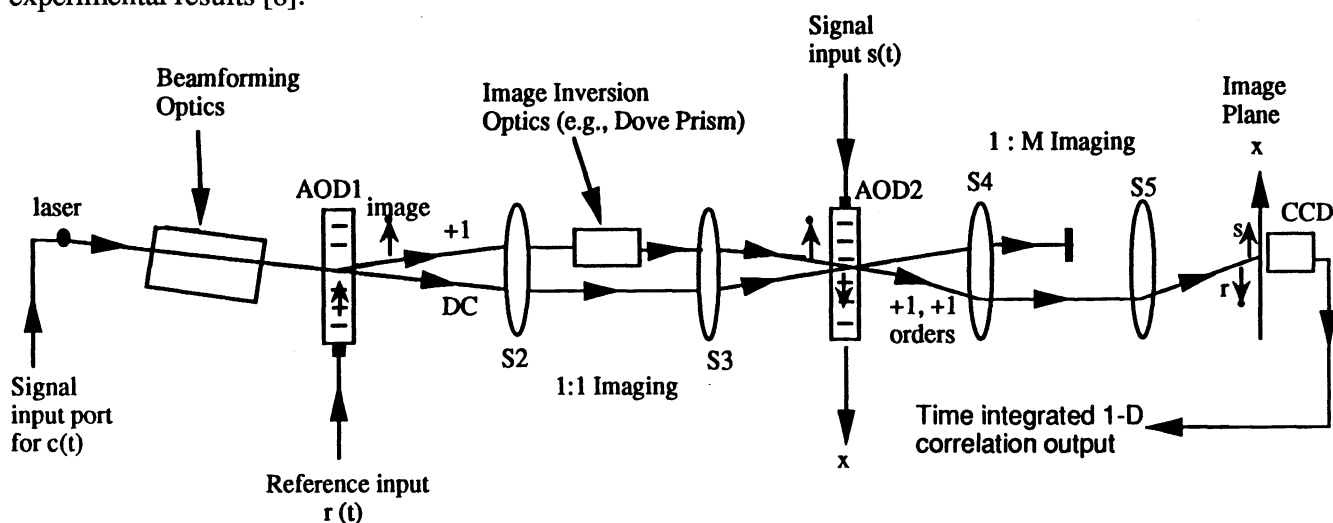 experimental results [8].
Signal
input s(t)
Beamforming
Optics
Image Inversion
Optics (e.g., Dove Prism)
Image
Plane
x
1 : M Imaging
AOD1
image
AOD2
S4
S5
CCD
laser
+1
s
DC
r
+1, +1
orders
S2
S3
1:1 Imaging
Signal
input port
for c(t)
Time integrated 1-D
correlation output
x
Reference input
r (t)